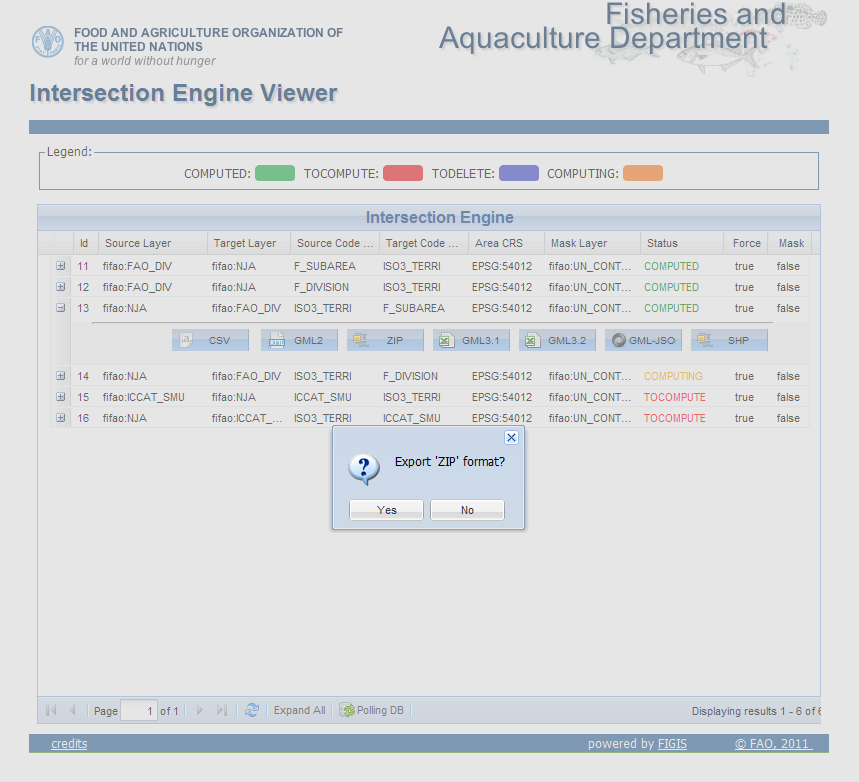 FOOD AND AGRICULTURE ORGANIZATION OF
THE UNITED NATIONS
for a world without hunger
Fisheries and
Aquaculture Department
Intersection Engine Viewer
Legend:
COMPUTED: TOCOMPUTE: TODELETE: COMPUTING:
Intersection Engine
Id Source Layer Target Layer Source Code ... Target Code ... Area CRS Mask Layer Status Force Mask
11 fifao:FAO_DIV fifao:NJA F_SUBAREA ISO3_TERRI EPSG:54012 fifao:UN_CONT... COMPUTED true false
12 fifao:FAO_DIV fifao:NJA F_DIVISION ISO3_TERRI EPSG:54012 fifao:UN_CONT... COMPUTED true false
13 fifao:NJA fifao:FAO_DIV ISO3_TERRI F_SUBAREA EPSG:54012 fifao:UN_CONT... COMPUTED true false
CSV GML2 ZIP GML3.1 GML3.2 GML-JSO SHP
14 fifao:NJA fifao:FAO_DIV ISO3_TERRI F_DIVISION EPSG:54012 fifao:UN_CONT... COMPUTING true false
15 fifao:ICCAT_SMU fifao:NJA ICCAT_SMU ISO3_TERRI EPSG:54012 fifao:UN_CONT... TOCOMPUTE true false
16 fifao:NJA fifao:ICCAT_... ISO3_TERRI ICCAT_SMU EPSG:54012 fifao:UN_CONT... TOCOMPUTE true false
Export 'ZIP' format?
Yes No
Page 1 of 1 Expand All Polling DB Displaying results 1 - 6 of 6
credits powered by FIGIS © FAO, 2011